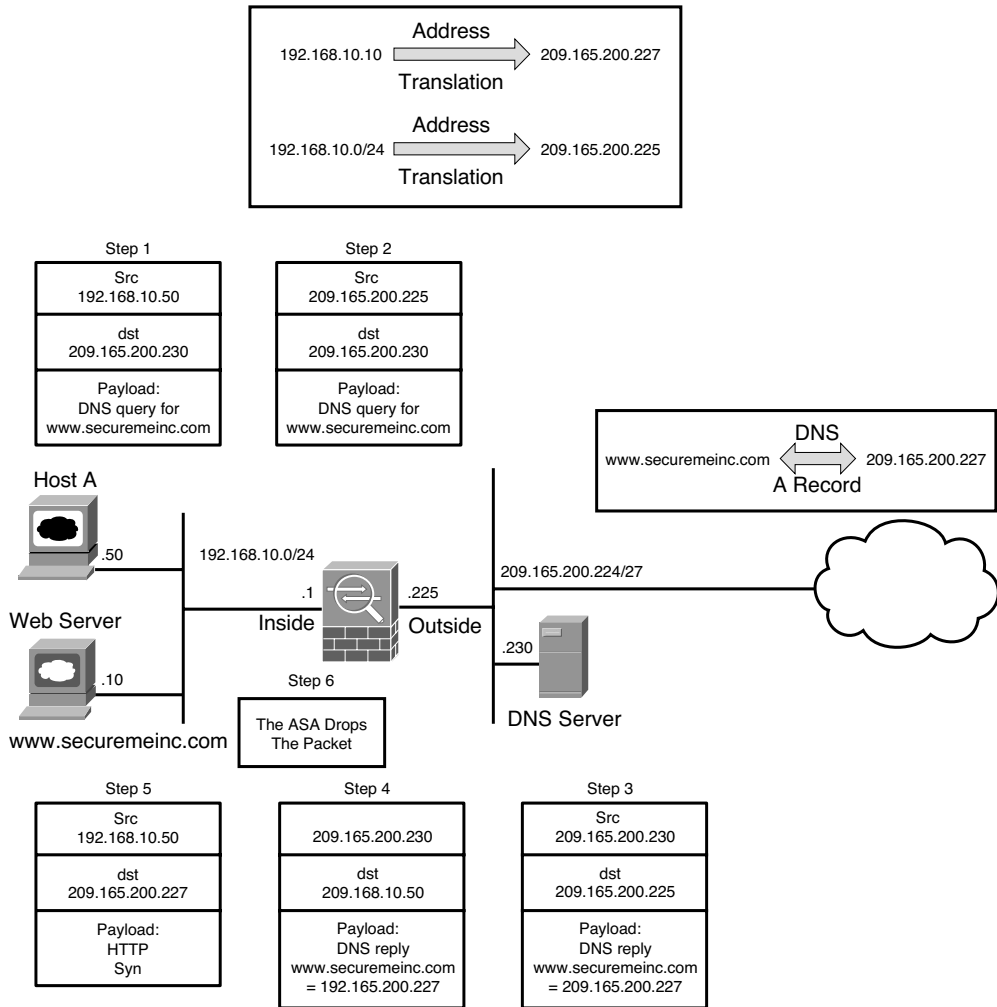 Address
192.168.10.10 209.165.200.227
Translation
Address
192.168.10.0/24 209.165.200.225
Translation
Step 1
Src
192.168.10.50
dst
209.165.200.230
Payload:
DNS query for
www.securemeinc.com
Step 2
Src
209.165.200.225
dst
209.165.200.230
Payload:
DNS query for
www.securemeinc.com
DNS
www.securemeinc.com 209.165.200.227
A Record
Host A
.50
192.168.10.0/24
.1
Inside
.225
Outside
209.165.200.224/27
.230
DNS Server
Web Server
.10
www.securemeinc.com
Step 6
The ASA Drops
The Packet
Step 5
Src
192.168.10.50
dst
209.165.200.227
Payload:
HTTP
Syn
Step 4
209.165.200.230
dst
209.168.10.50
Payload:
DNS reply
www.securemeinc.com
= 192.165.200.227
Step 3
Src
209.165.200.230
dst
209.165.200.225
Payload:
DNS reply
www.securemeinc.com
= 209.165.200.227